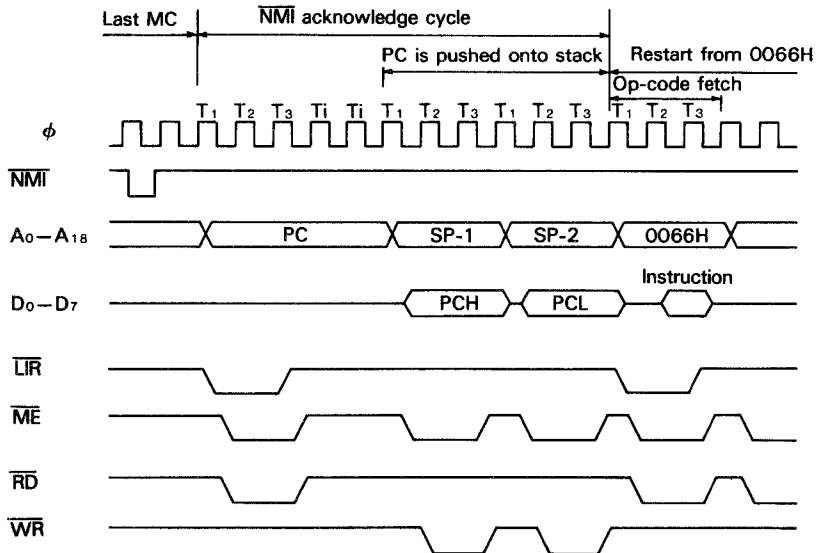 Last MC
NMI acknowledge cycle
PC is pushed onto stack
Restart from 0066H
Op-code fetch
T1 T2 T3 Ti Ti T1 T2 T3 T1 T2 T3 T1 T2 T3
ϕ
NMI
A0—A18 PC SP-1 SP-2 0066H
Instruction
D0—D7 PCH PCL
LIR
ME
RD
WR